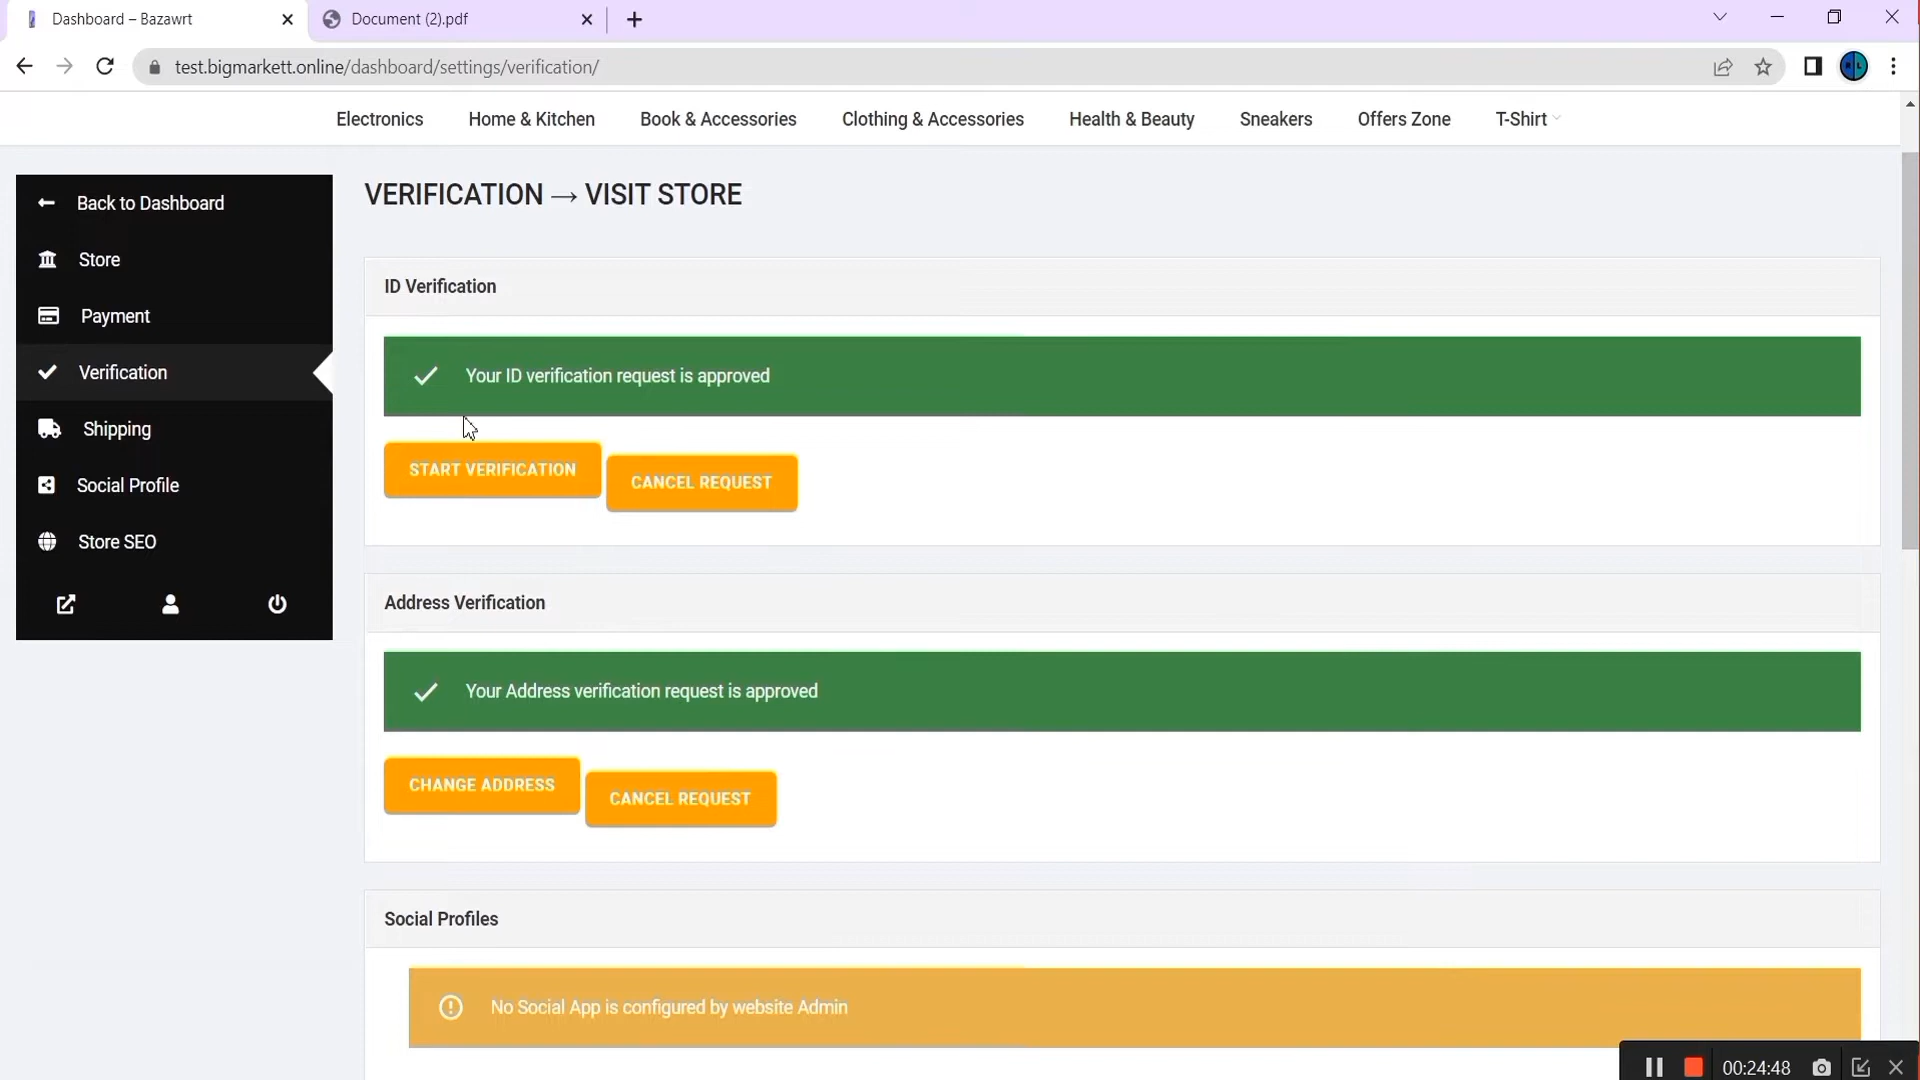 Dashboard – Bazawrt
Document (2).pdf
test.bigmarkett.online/dashboard/settings/verification/
Electronics Home & Kitchen Book & Accessories Clothing & Accessories Health & Beauty Sneakers Offers Zone T-Shirt
Back to Dashboard
Store
Payment
Verification
Shipping
Social Profile
Store SEO
VERIFICATION → VISIT STORE
ID Verification
Your ID verification request is approved
START VERIFICATION
CANCEL REQUEST
Address Verification
Your Address verification request is approved
CHANGE ADDRESS
CANCEL REQUEST
Social Profiles
No Social App is configured by website Admin
00:24:48